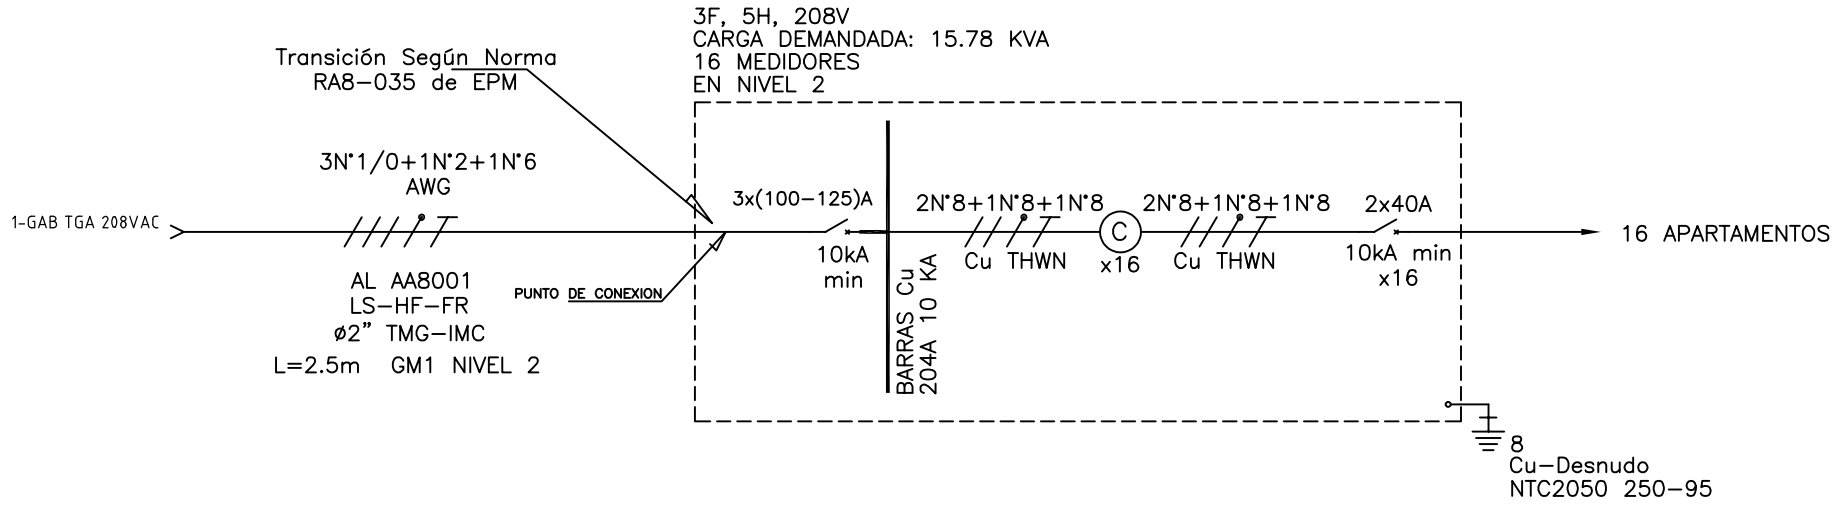 3F, 5H, 208V
CARGA DEMANDADA: 15.78 KVA
16 MEDIDORES
EN NIVEL 2
Transición Según Norma
RA8-035 de EPM
3N°1/0+1N°2+1N°6
AWG
1-GAB TGA 208VAC
AL AA8001
LS-HF-FR
ø2" TMG-IMC
L=2.5m GM1 NIVEL 2
PUNTO DE CONEXION
3x(100-125)A
10kA
min
BARRAS Cu
204A 10 KA
2N°8+1N°8+1N°8
Cu THWN
C
x16
2N°8+1N°8+1N°8
Cu THWN
2x40A
10kA min
x16
16 APARTAMENTOS
8
Cu-Desnudo
NTC2050 250-95